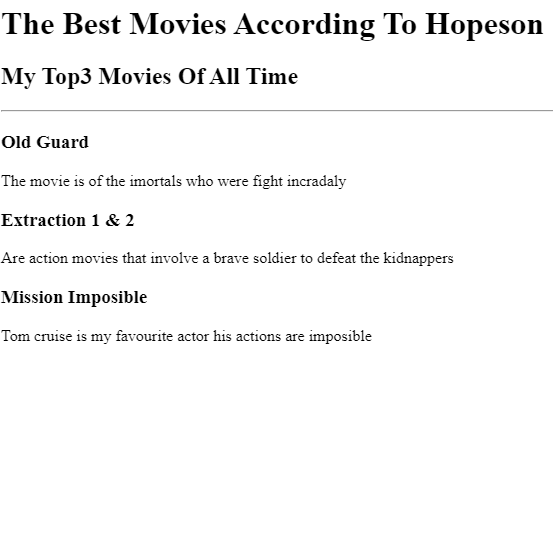 The Best Movies According To Hopeson
My Top3 Movies Of All Time
Old Guard
The movie is of the imortals who were fight incradaly
Extraction 1 & 2
Are action movies that involve a brave soldier to defeat the kidnappers
Mission Imposible
Tom cruise is my favourite actor his actions are imposible